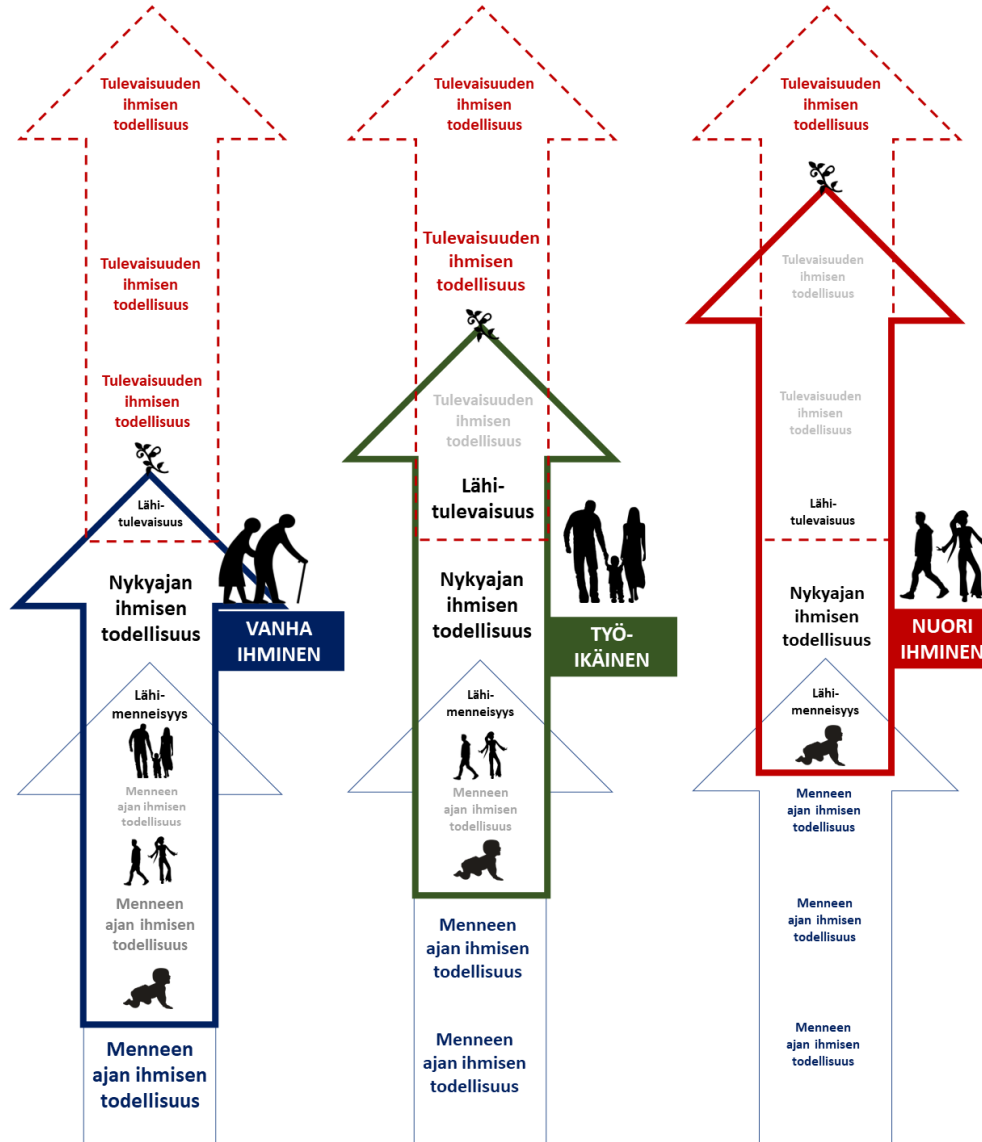 Tulevaisuuden
ihmisen
todellisuus
Tulevaisuuden
ihmisen
todellisuus
Tulevaisuuden
ihmisen
todellisuus
Lähi-
tulevaisuus
Nykyajan
ihmisen
todellisuus
VANHA
IHMINEN
Lähi-
menneisyys
Menneen
ajan ihmisen
todellisuus
Menneen
ajan ihmisen
todellisuus
Menneen
ajan ihmisen
todellisuus
Tulevaisuuden
ihmisen
todellisuus
Tulevaisuuden
ihmisen
todellisuus
Tulevaisuuden
ihmisen
todellisuus
Lähi-
tulevaisuus
Nykyajan
ihmisen
todellisuus
TYÖ-
IKÄINEN
Lähi-
menneisyys
Menneen
ajan ihmisen
todellisuus
Menneen
ajan ihmisen
todellisuus
Menneen
ajan ihmisen
todellisuus
Tulevaisuuden
ihmisen
todellisuus
Tulevaisuuden
ihmisen
todellisuus
Tulevaisuuden
ihmisen
todellisuus
Lähi-
tulevaisuus
Nykyajan
ihmisen
todellisuus
NUORI
IHMINEN
Lähi-
menneisyys
Menneen
ajan ihmisen
todellisuus
Menneen
ajan ihmisen
todellisuus
Menneen
ajan ihmisen
todellisuus